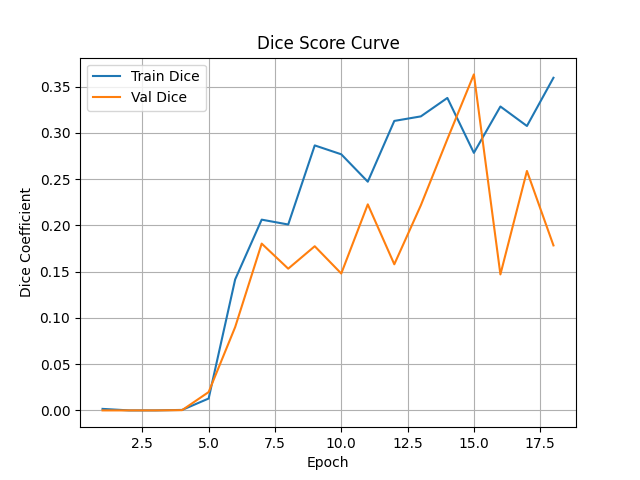 Dice Score Curve
Train Dice
Val Dice
0.35
0.30
0.25
0.20
0.15
0.10
0.05
0.00
Dice Coefficient
2.5 5.0 7.5 10.0 12.5 15.0 17.5
Epoch